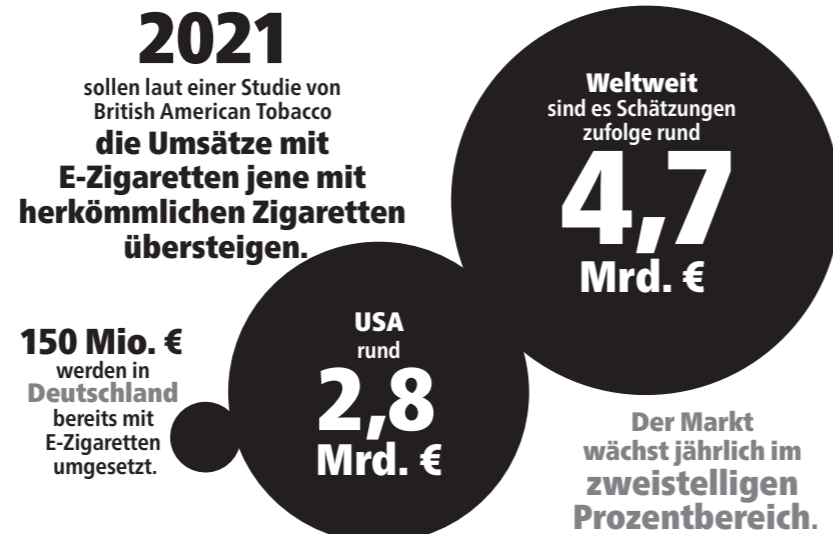 2021
sollen laut einer Studie von
British American Tobacco
die Umsätze mit
E-Zigaretten jene mit
herkömmlichen Zigaretten
übersteigen.
Weltweit
sind es Schätzungen
zufolge rund
4,7
Mrd. €
150 Mio. €
werden in
Deutschland
bereits mit
E-Zigaretten
umgesetzt.
USA
rund
2,8
Mrd. €
Der Markt
wächst jährlich im
zweistelligen
Prozentbereich.